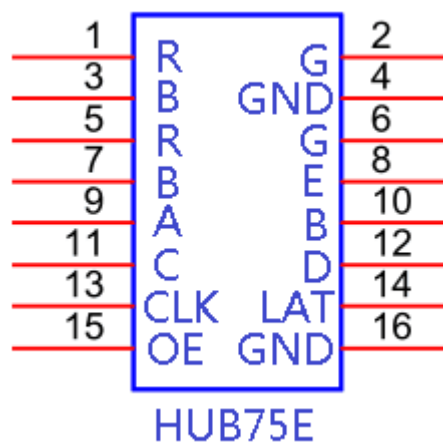 1 R G 2
3 B GND 4
5 R G 6
7 B E 8
9 A B 10
11 C D 12
13 CLK LAT 14
15 OE GND 16
HUB75E